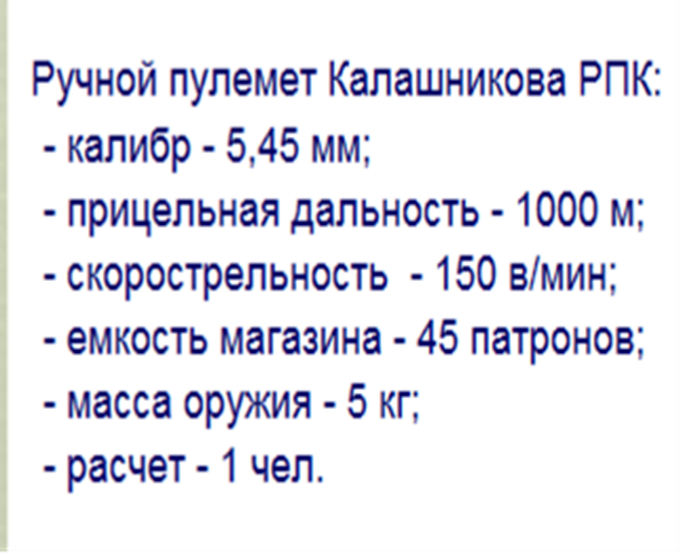 Ручной пулемет Калашникова РПК:
- калибр - 5,45 мм;
- прицельная дальность - 1000 м;
- скорострельность - 150 в/мин;
- емкость магазина - 45 патронов;
- масса оружия - 5 кг;
- расчет - 1 чел.